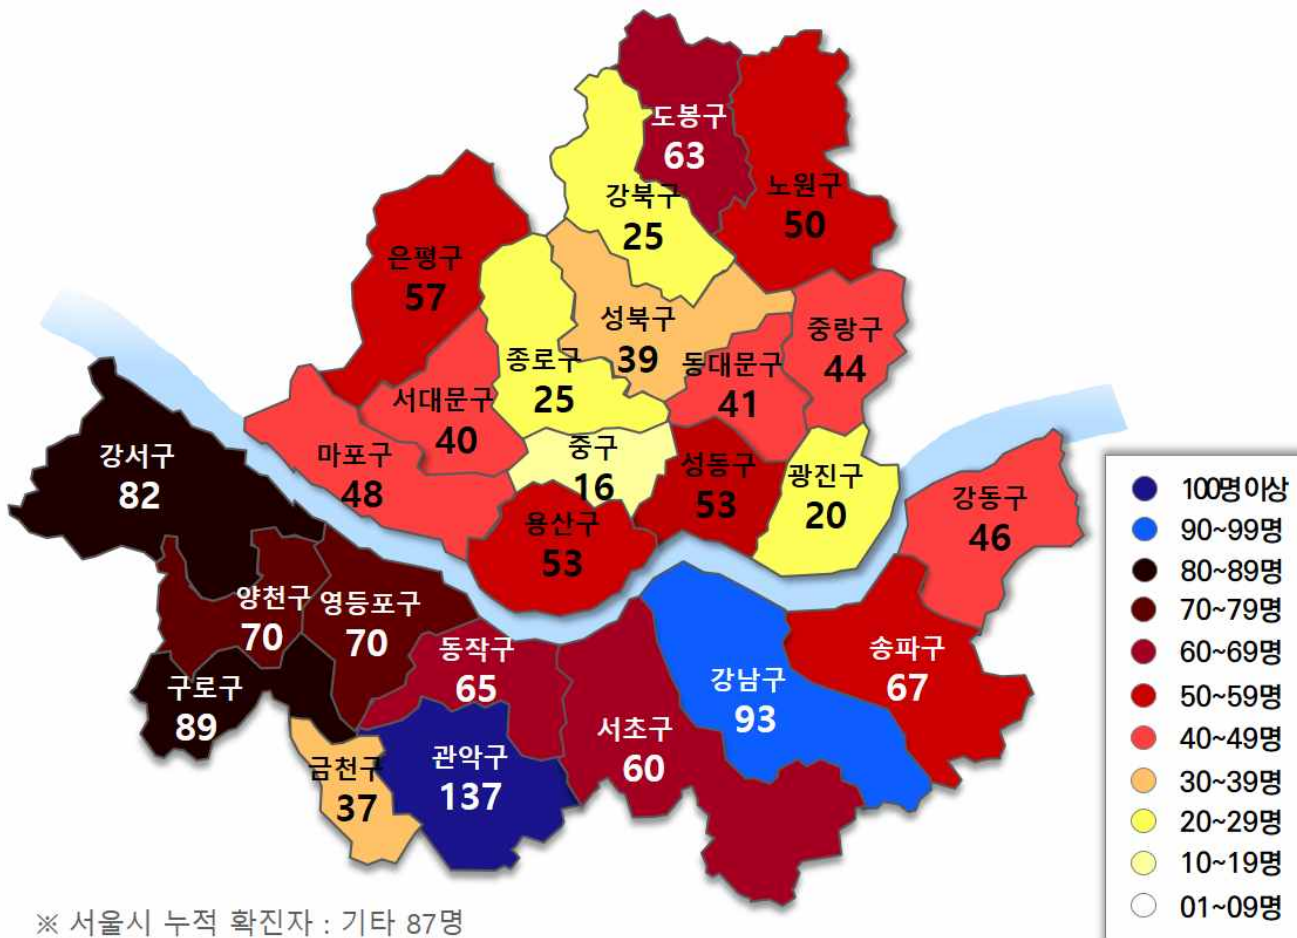 도봉구
63
강북구
25
노원구
50
은평구
57
성북구
39
중랑구
44
종로구
25
동대문구
41
서대문구
40
마포구
48
중구
16
성동구
53
광진구
20
강서구
82
강동구
46
용산구
53
양천구
70
영등포구
70
동작구
65
구로구
89
금천구
37
관악구
137
서초구
60
강남구
93
송파구
67
100명 이상
90~99명
80~89명
70~79명
60~69명
50~59명
40~49명
30~39명
20~29명
10~19명
01~09명
※ 서울시 누적 확진자 : 기타 87명